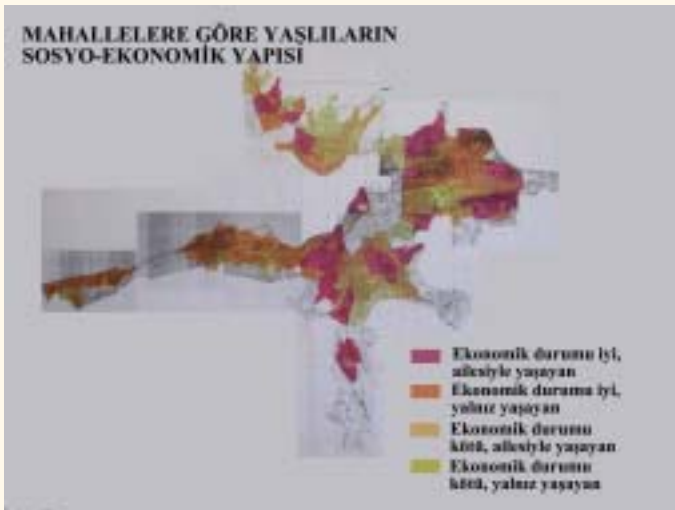 MAHALLELERE GÖRE YAŞLILARIN
SOSYO-EKONOMİK YAPISI
Ekonomik durumu iyi,
ailesiyle yaşayan
Ekonomik durumu iyi,
yalnız yaşayan
Ekonomik durumu
kötü, ailesiyle yaşayan
Ekonomik durumu
kötü, yalnız yaşayan